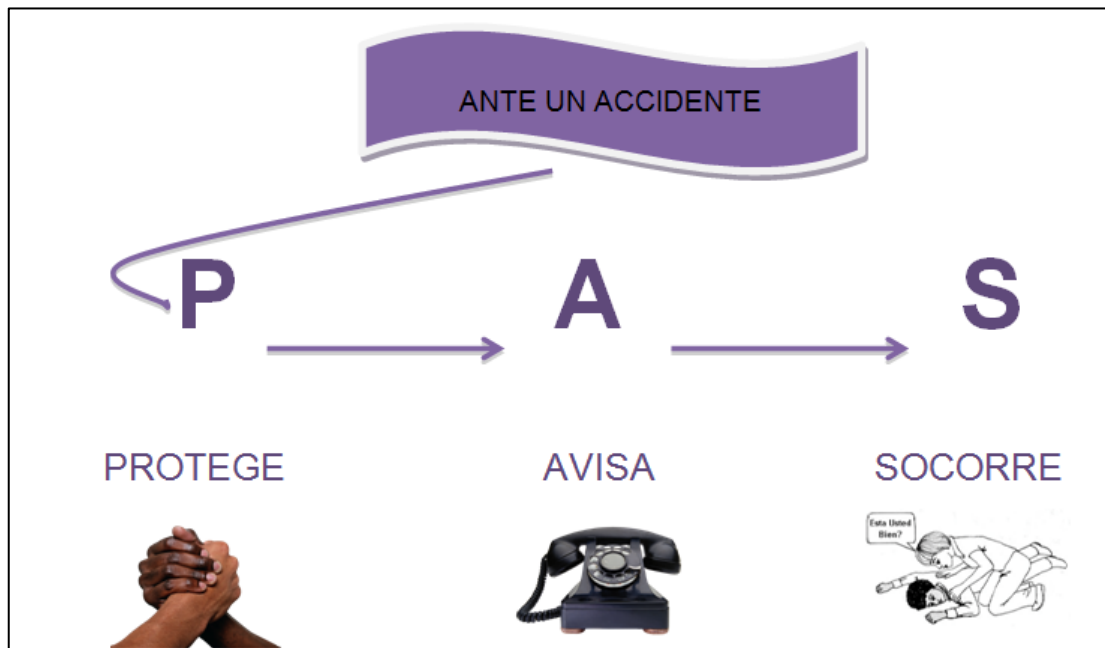 ANTE UN ACCIDENTE
P A S
PROTEGE AVISA SOCORRE
Esta Usted
Bien?